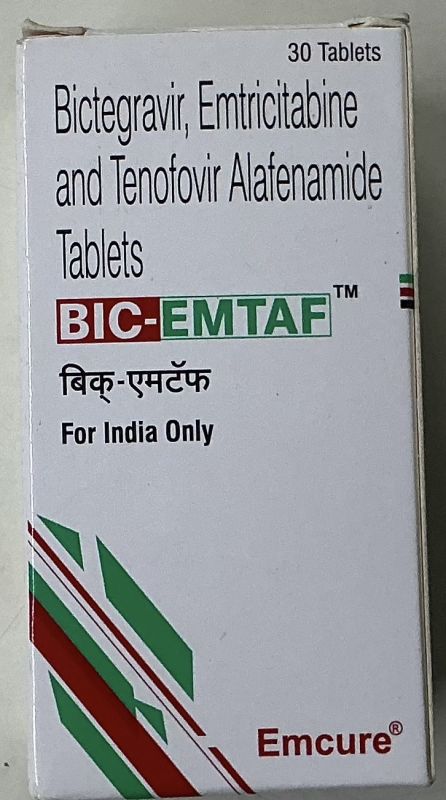 30 Tablets
Bictegravir, Emtricitabine
and Tenofovir Alafenamide
Tablets
BIC-EMTAF™
बिक्-एमटॅफ
For India Only
Emcure®